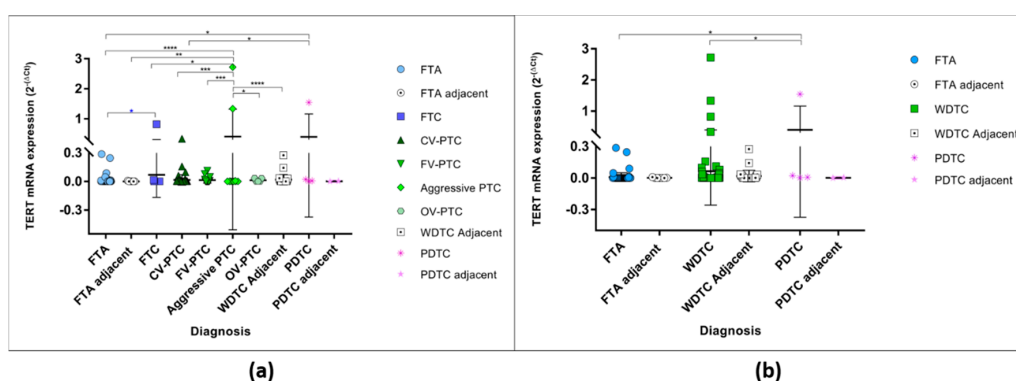 *
****
*
**
*
***
***
****
*
*
TERT mRNA expression (2^-(ΔCt))
3
2
1
0.3
0.0
-0.3
FTA
FTA adjacent
FTC
CV-PTC
FV-PTC
Aggressive PTC
OV-PTC
WDTC Adjacent
PDTC
PDTC adjacent
Diagnosis
FTA
FTA adjacent
FTC
CV-PTC
FV-PTC
Aggressive PTC
OV-PTC
WDTC Adjacent
PDTC
PDTC adjacent
(a)
*
*
TERT mRNA expression (2^-(ΔCt))
3
2
1
0.3
0.0
-0.3
FTA
FTA adjacent
WDTC
WDTC Adjacent
PDTC
PDTC adjacent
Diagnosis
FTA
FTA adjacent
WDTC
WDTC Adjacent
PDTC
PDTC adjacent
(b)